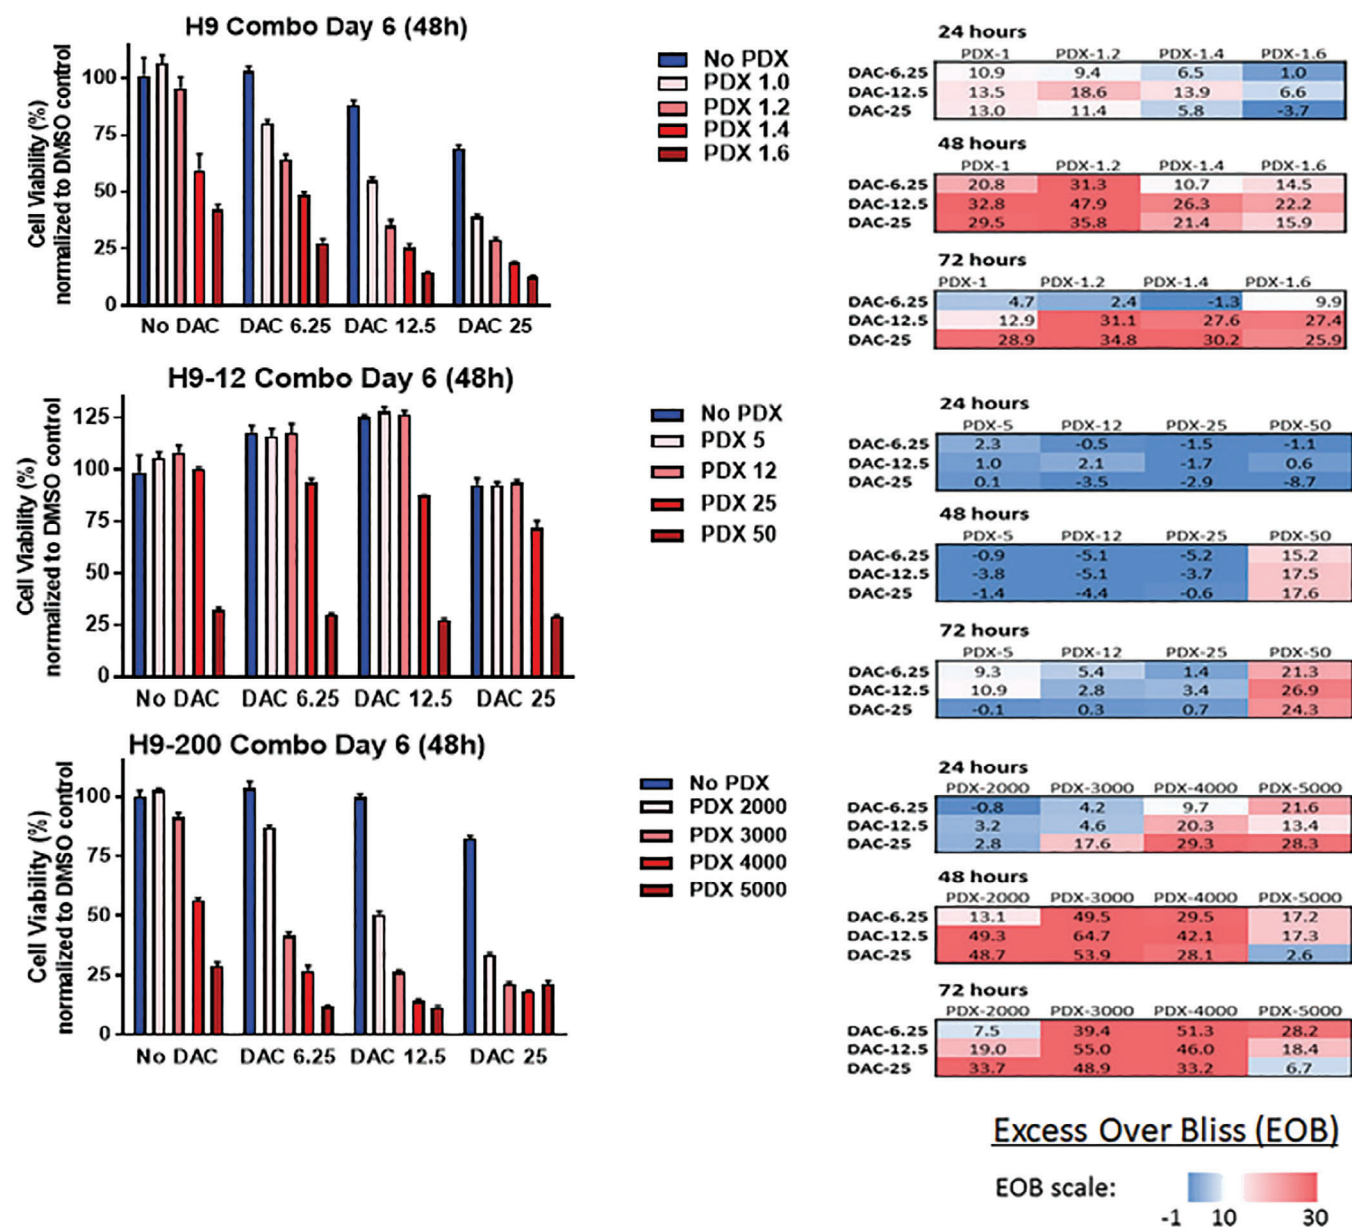 H9 Combo Day 6 (48h)
Cell Viability (%)
normalized to DMSO control
100
75
50
25
0
No DAC DAC 6.25 DAC 12.5 DAC 25
No PDX
PDX 1.0
PDX 1.2
PDX 1.4
PDX 1.6
24 hours
PDX-1 PDX-1.2 PDX-1.4 PDX-1.6
DAC-6.25 10.9 9.4 6.5 1.0
DAC-12.5 13.5 18.6 13.9 6.6
DAC-25 13.0 11.4 5.8 -3.7
48 hours
PDX-1 PDX-1.2 PDX-1.4 PDX-1.6
DAC-6.25 20.8 31.3 10.7 14.5
DAC-12.5 32.8 47.9 26.3 22.2
DAC-25 29.5 35.8 21.4 15.9
72 hours
PDX-1 PDX-1.2 PDX-1.4 PDX-1.6
DAC-6.25 4.7 2.4 -1.3 9.9
DAC-12.5 12.9 31.1 27.6 27.4
DAC-25 28.9 34.8 30.2 25.9
H9-12 Combo Day 6 (48h)
Cell Viability (%)
normalized to DMSO control
125
100
75
50
25
0
No DAC DAC 6.25 DAC 12.5 DAC 25
No PDX
PDX 5
PDX 12
PDX 25
PDX 50
24 hours
PDX-5 PDX-12 PDX-25 PDX-50
DAC-6.25 2.3 -0.5 -1.5 -1.1
DAC-12.5 1.0 2.1 -1.7 0.6
DAC-25 0.1 -3.5 -2.9 -8.7
48 hours
PDX-5 PDX-12 PDX-25 PDX-50
DAC-6.25 -0.9 -5.1 -5.2 15.2
DAC-12.5 -3.8 -5.1 -3.7 17.5
DAC-25 -1.4 -4.4 -0.6 17.6
72 hours
PDX-5 PDX-12 PDX-25 PDX-50
DAC-6.25 9.3 5.4 1.4 21.3
DAC-12.5 10.9 2.8 3.4 26.9
DAC-25 -0.1 0.3 0.7 24.3
H9-200 Combo Day 6 (48h)
Cell Viability (%)
normalized to DMSO control
100
75
50
25
0
No DAC DAC 6.25 DAC 12.5 DAC 25
No PDX
PDX 2000
PDX 3000
PDX 4000
PDX 5000
24 hours
PDX-2000 PDX-3000 PDX-4000 PDX-5000
DAC-6.25 -0.8 4.2 9.7 21.6
DAC-12.5 3.2 4.6 20.3 13.4
DAC-25 2.8 17.6 29.3 28.3
48 hours
PDX-2000 PDX-3000 PDX-4000 PDX-5000
DAC-6.25 13.1 49.5 29.5 17.2
DAC-12.5 49.3 64.7 42.1 17.3
DAC-25 48.7 53.9 28.1 2.6
72 hours
PDX-2000 PDX-3000 PDX-4000 PDX-5000
DAC-6.25 7.5 39.4 51.3 28.2
DAC-12.5 19.0 55.0 46.0 18.4
DAC-25 33.7 48.9 33.2 6.7
Excess Over Bliss (EOB)
EOB scale:
-1 10 30